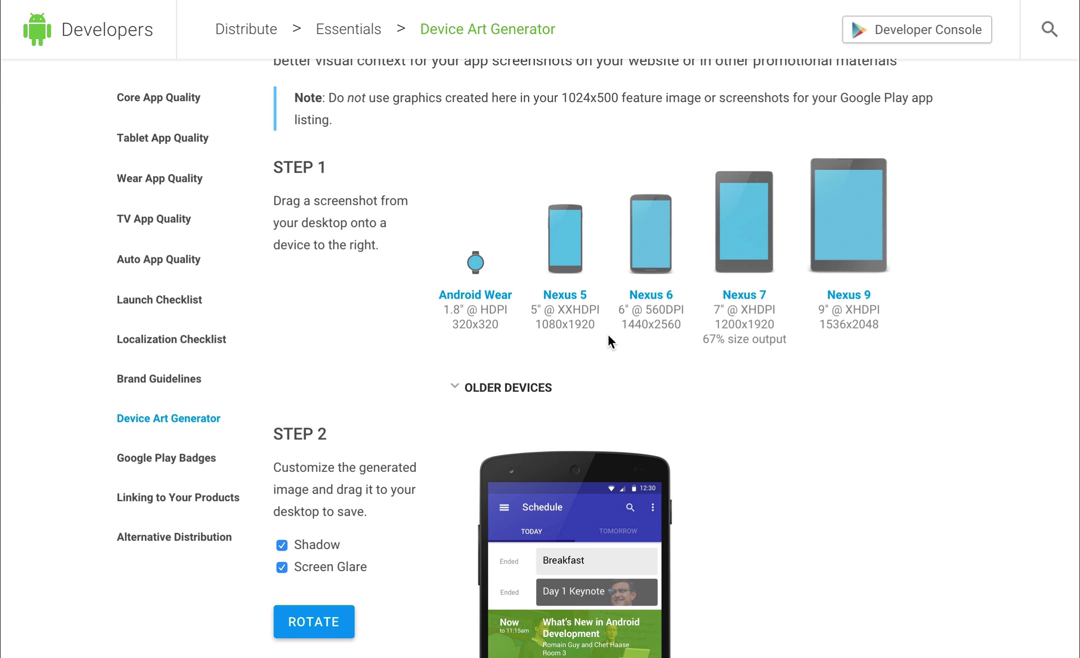 Developers
Distribute > Essentials > Device Art Generator
Developer Console
better visual context for your app screenshots on your website or in other promotional materials
Core App Quality
Tablet App Quality
Wear App Quality
TV App Quality
Auto App Quality
Launch Checklist
Localization Checklist
Brand Guidelines
Device Art Generator
Google Play Badges
Linking to Your Products
Alternative Distribution
Note: Do not use graphics created here in your 1024x500 feature image or screenshots for your Google Play app
listing.
STEP 1
Drag a screenshot from
your desktop onto a
device to the right.
Android Wear
1.8" @ HDPI
320x320
Nexus 5
5" @ XXHDPI
1080x1920
Nexus 6
6" @ 560DPI
1440x2560
Nexus 7
7" @ XHDPI
1200x1920
67% size output
Nexus 9
9" @ XHDPI
1536x2048
OLDER DEVICES
STEP 2
Customize the generated
image and drag it to your
desktop to save.
Shadow
Screen Glare
ROTATE
12:30
Schedule
TODAY TOMORROW
Ended Breakfast
Ended Day 1 Keynote
Now
to 11:15am
What's New in Android
Development
Romain Guy and Chet Haase
Room 3